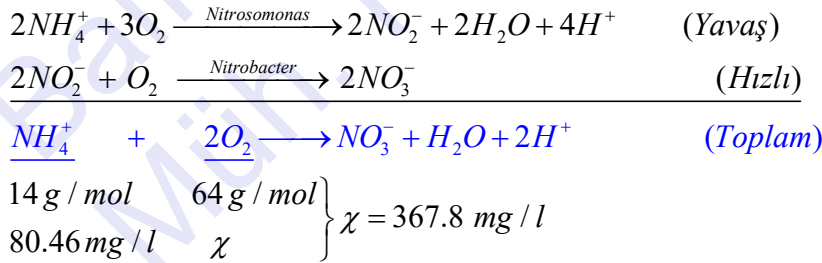 2NH₄⁺ + 3O₂ —Nitrosomonas→ 2NO₂⁻ + 2H₂O + 4H⁺ (Yavaş)
2NO₂⁻ + O₂ —Nitrobacter→ 2NO₃⁻ (Hızlı)
NH₄⁺ + 2O₂ → NO₃⁻ + H₂O + 2H⁺ (Toplam)
14 g / mol 64 g / mol
80.46 mg / l χ } χ = 367.8 mg / l
Müh